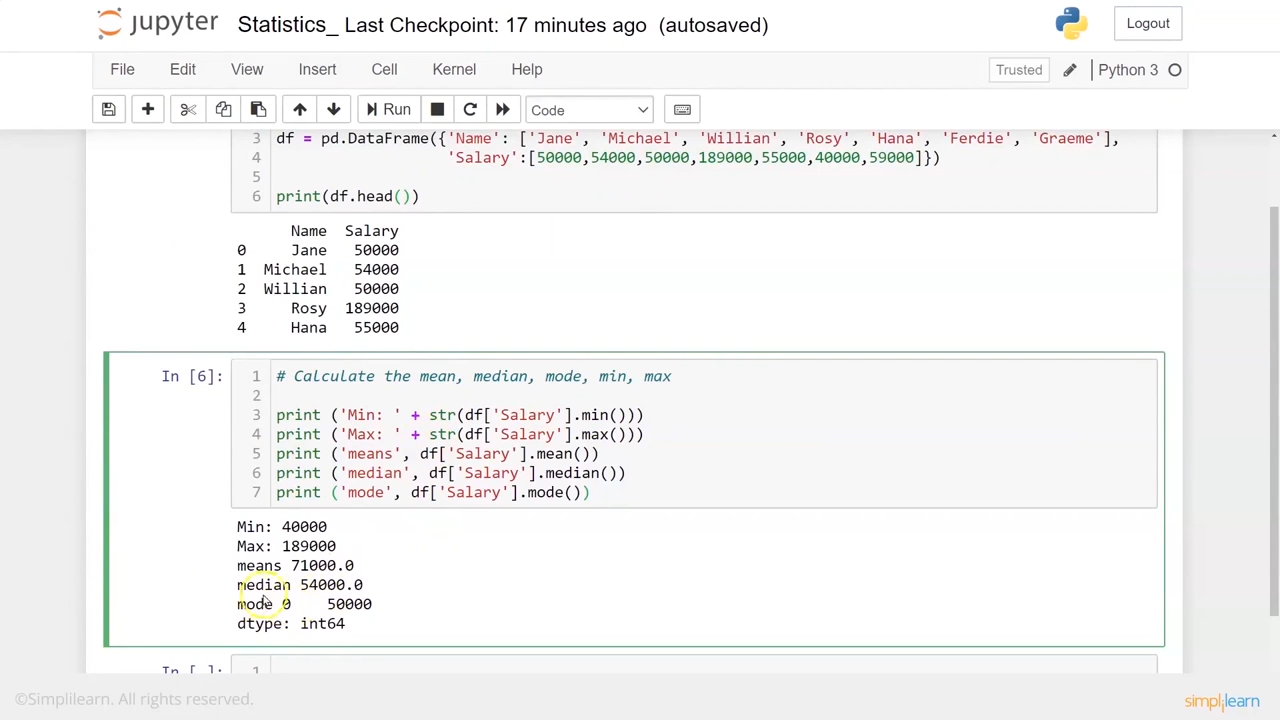 jupyter Statistics_ Last Checkpoint: 17 minutes ago (autosaved) Logout
File Edit View Insert Cell Kernel Help Trusted Python 3
Run Code
3 df = pd.DataFrame({'Name': ['Jane', 'Michael', 'Willian', 'Rosy', 'Hana', 'Ferdie', 'Graeme'],
4 'Salary':[50000,54000,50000,189000,55000,40000,59000]})
5
6 print(df.head())
Name Salary
0 Jane 50000
1 Michael 54000
2 Willian 50000
3 Rosy 189000
4 Hana 55000
In [6]: 1 # Calculate the mean, median, mode, min, max
2
3 print ('Min: ' + str(df['Salary'].min()))
4 print ('Max: ' + str(df['Salary'].max()))
5 print ('means', df['Salary'].mean())
6 print ('median', df['Salary'].median())
7 print ('mode', df['Salary'].mode())
Min: 40000
Max: 189000
means 71000.0
median 54000.0
mode 0 50000
dtype: int64
In [ ]: 1
©Simplilearn. All rights reserved. simplilearn